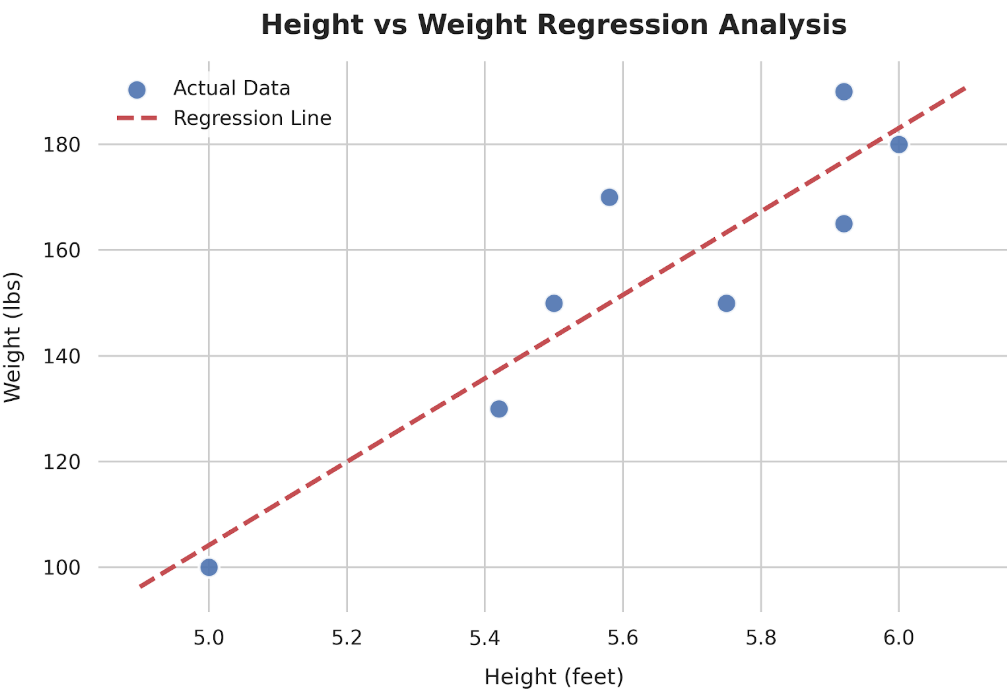 Height vs Weight Regression Analysis
Actual Data
Regression Line
Weight (lbs)
180
160
140
120
100
5.0 5.2 5.4 5.6 5.8 6.0
Height (feet)